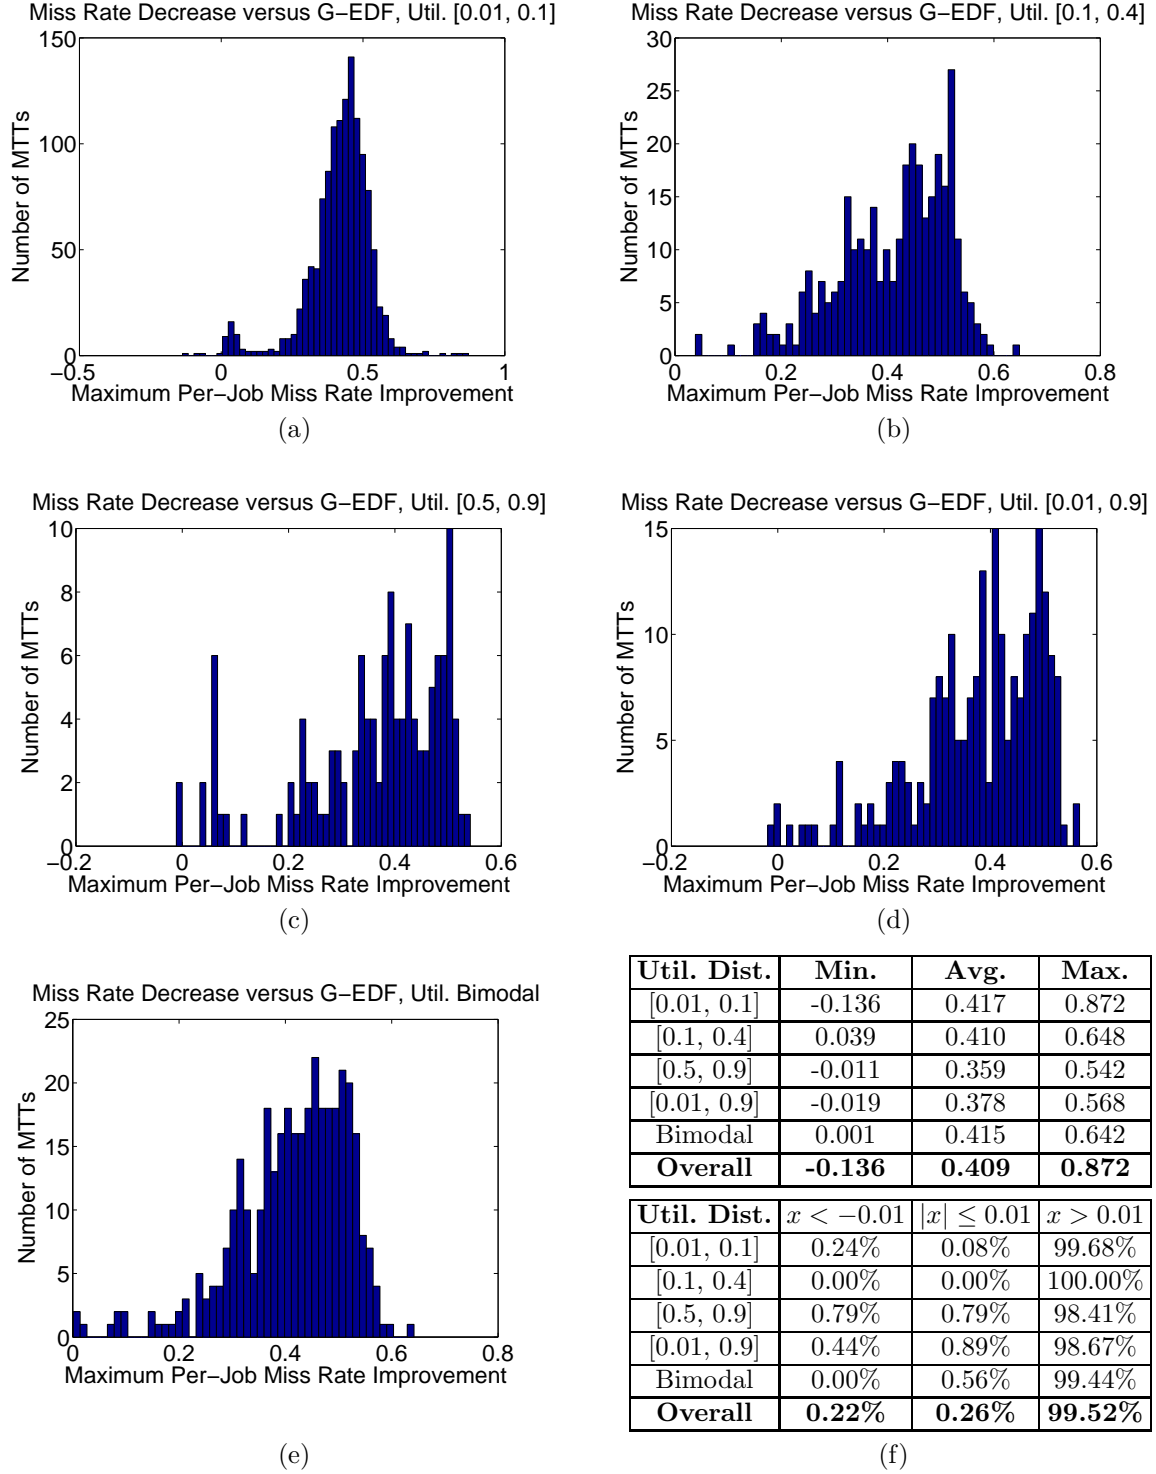 Miss Rate Decrease versus G−EDF, Util. [0.01, 0.1]
150
100
50
0
Number of MTTs
−0.5 0 0.5 1
Maximum Per−Job Miss Rate Improvement
(a)
Miss Rate Decrease versus G−EDF, Util. [0.1, 0.4]
30
25
20
15
10
5
0
Number of MTTs
0 0.2 0.4 0.6 0.8
Maximum Per−Job Miss Rate Improvement
(b)
Miss Rate Decrease versus G−EDF, Util. [0.5, 0.9]
10
8
6
4
2
0
Number of MTTs
−0.2 0 0.2 0.4 0.6
Maximum Per−Job Miss Rate Improvement
(c)
Miss Rate Decrease versus G−EDF, Util. [0.01, 0.9]
15
10
5
0
Number of MTTs
−0.2 0 0.2 0.4 0.6
Maximum Per−Job Miss Rate Improvement
(d)
Miss Rate Decrease versus G−EDF, Util. Bimodal
25
20
15
10
5
0
Number of MTTs
0 0.2 0.4 0.6 0.8
Maximum Per−Job Miss Rate Improvement
(e)
Util. Dist. Min. Avg. Max.
[0.01, 0.1] -0.136 0.417 0.872
[0.1, 0.4] 0.039 0.410 0.648
[0.5, 0.9] -0.011 0.359 0.542
[0.01, 0.9] -0.019 0.378 0.568
Bimodal 0.001 0.415 0.642
Overall -0.136 0.409 0.872
Util. Dist. x < −0.01 |x| ≤ 0.01 x > 0.01
[0.01, 0.1] 0.24% 0.08% 99.68%
[0.1, 0.4] 0.00% 0.00% 100.00%
[0.5, 0.9] 0.79% 0.79% 98.41%
[0.01, 0.9] 0.44% 0.89% 98.67%
Bimodal 0.00% 0.56% 99.44%
Overall 0.22% 0.26% 99.52%
(f)